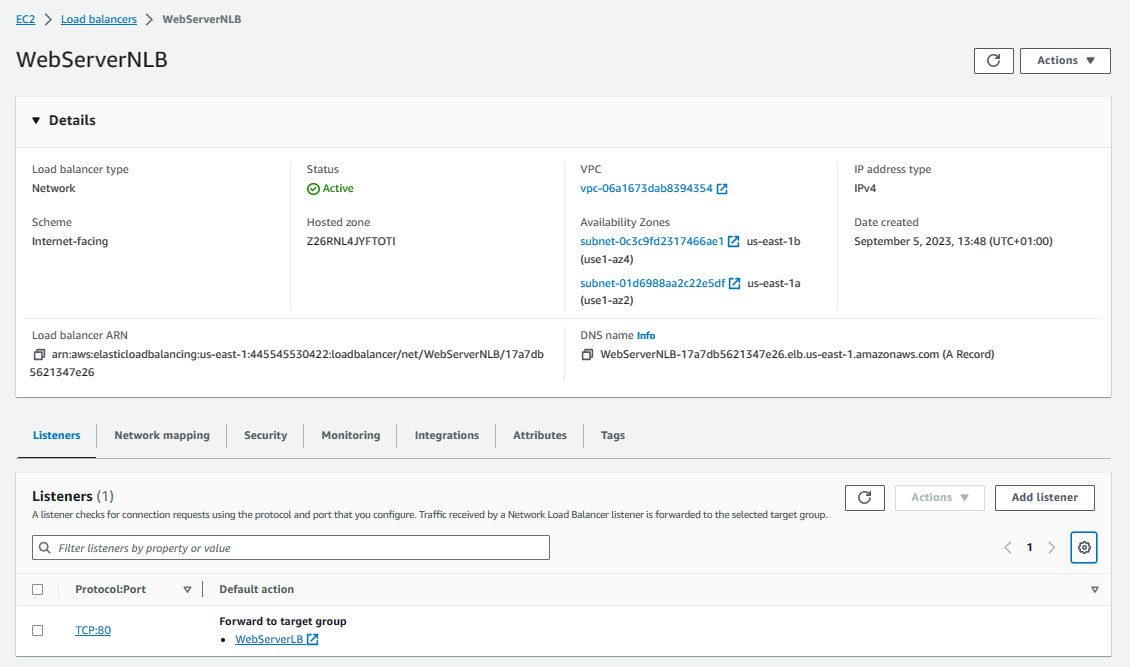 EC2 > Load balancers > WebServerNLB
WebServerNLB
Actions
Details
Load balancer type
Network
Status
Active
VPC
vpc-06a1673dab8394354
IP address type
IPv4
Scheme
Internet-facing
Hosted zone
Z26RNL4JYFTOTI
Availability Zones
subnet-0c3c9fd2317466ae1 us-east-1b
(use1-az4)
subnet-01d6988aa2c22e5df us-east-1a
(use1-az2)
Date created
September 5, 2023, 13:48 (UTC+01:00)
Load balancer ARN
arn:aws:elasticloadbalancing:us-east-1:445545530422:loadbalancer/net/WebServerNLB/17a7db
5621347e26
DNS name Info
WebServerNLB-17a7db5621347e26.elb.us-east-1.amazonaws.com (A Record)
Listeners Network mapping Security Monitoring Integrations Attributes Tags
Listeners (1)
A listener checks for connection requests using the protocol and port that you configure. Traffic received by a Network Load Balancer listener is forwarded to the selected target group.
Actions
Add listener
Filter listeners by property or value
1
Protocol:Port Default action
TCP:80
Forward to target group
• WebServerLB